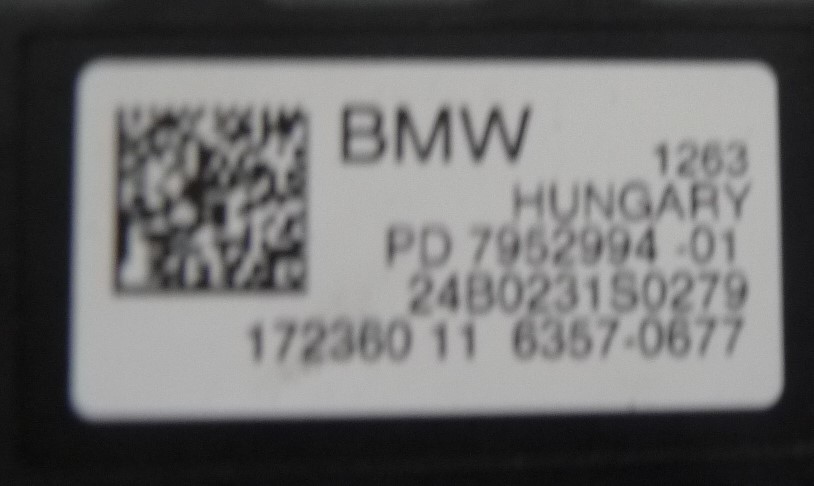 BMW
1263
HUNGARY
PD 7952994 -01
24B0231S0279
172360 11 6357-0677